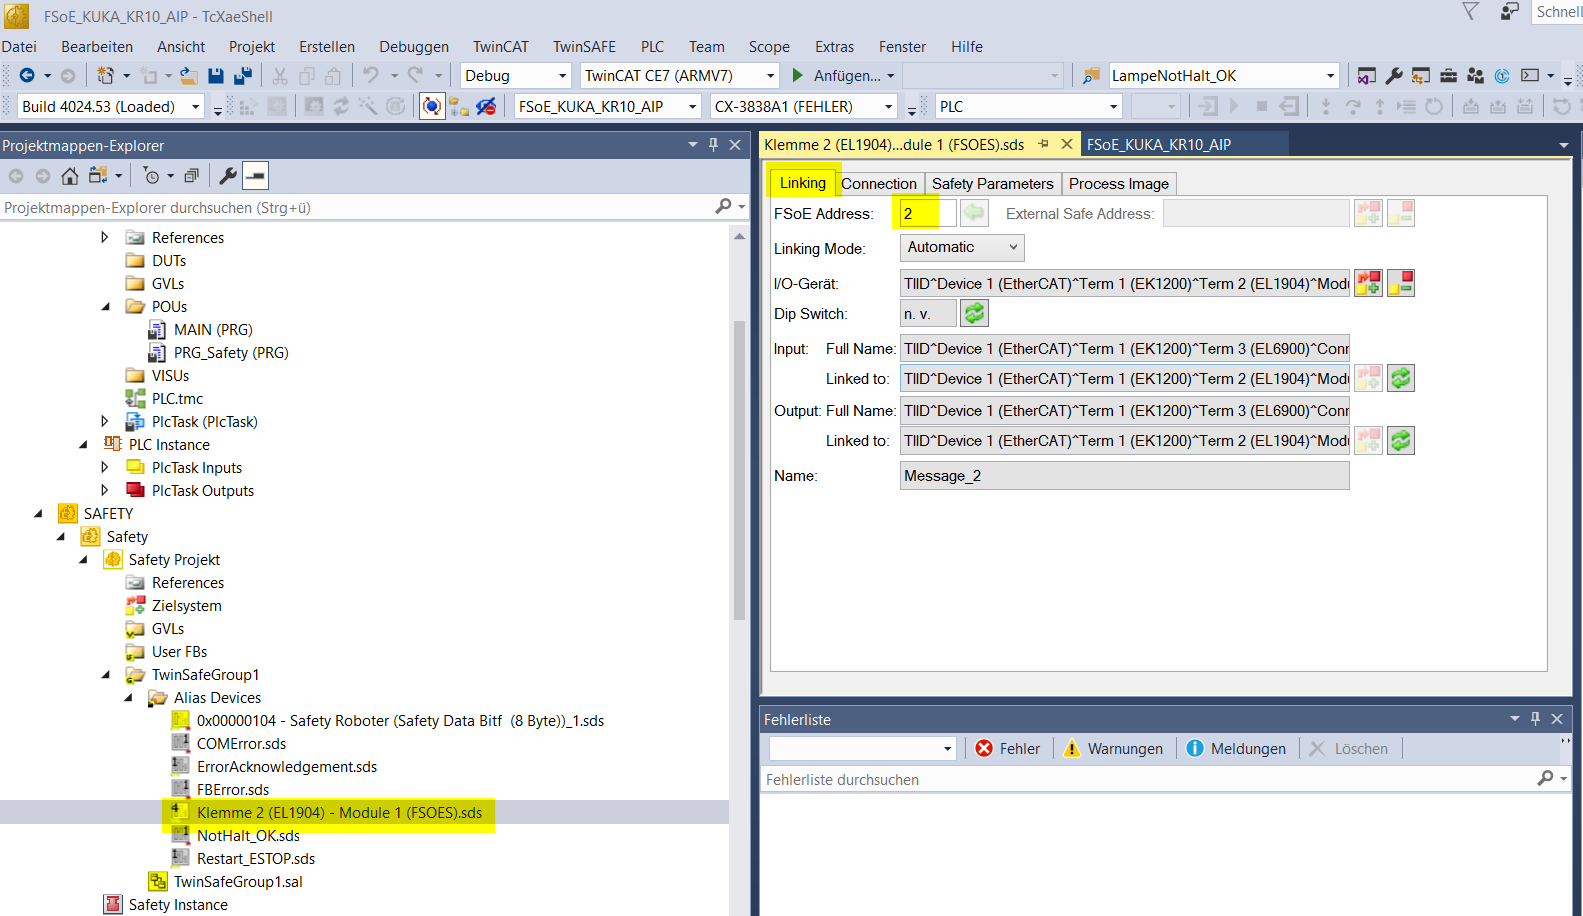 FSoE_KUKA_KR10_AIP - TcXaeShell
Schnell
Datei Bearbeiten Ansicht Projekt Erstellen Debuggen TwinCAT TwinSAFE PLC Team Scope Extras Fenster Hilfe
Debug TwinCAT CE7 (ARMV7) Anfügen... LampeNotHalt_OK
Build 4024.53 (Loaded) FSoE_KUKA_KR10_AIP CX-3838A1 (FEHLER) PLC
Projektmappen-Explorer
Projektmappen-Explorer durchsuchen (Strg+ü)
References
DUTs
GVLs
POUs
MAIN (PRG)
PRG_Safety (PRG)
VISUs
PLC.tmc
PlcTask (PlcTask)
PLC Instance
PlcTask Inputs
PlcTask Outputs
SAFETY
Safety
Safety Projekt
References
Zielsystem
GVLs
User FBs
TwinSafeGroup1
Alias Devices
0x00000104 - Safety Roboter (Safety Data Bitf  (8 Byte))_1.sds
COMError.sds
ErrorAcknowledgement.sds
FBError.sds
Klemme 2 (EL1904) - Module 1 (FSOES).sds
NotHalt_OK.sds
Restart_ESTOP.sds
TwinSafeGroup1.sal
Safety Instance
Klemme 2 (EL1904)...dule 1 (FSOES).sds FSoE_KUKA_KR10_AIP
Linking Connection Safety Parameters Process Image
FSoE Address: 2 External Safe Address:
Linking Mode: Automatic
I/O-Gerät: TIID^Device 1 (EtherCAT)^Term 1 (EK1200)^Term 2 (EL1904)^Modu
Dip Switch: n. v.
Input: Full Name: TIID^Device 1 (EtherCAT)^Term 1 (EK1200)^Term 3 (EL6900)^Conn
Linked to: TIID^Device 1 (EtherCAT)^Term 1 (EK1200)^Term 2 (EL1904)^Modu
Output: Full Name: TIID^Device 1 (EtherCAT)^Term 1 (EK1200)^Term 3 (EL6900)^Conn
Linked to: TIID^Device 1 (EtherCAT)^Term 1 (EK1200)^Term 2 (EL1904)^Modu
Name: Message_2
Fehlerliste
Fehler Warnungen Meldungen Löschen
Fehlerliste durchsuchen